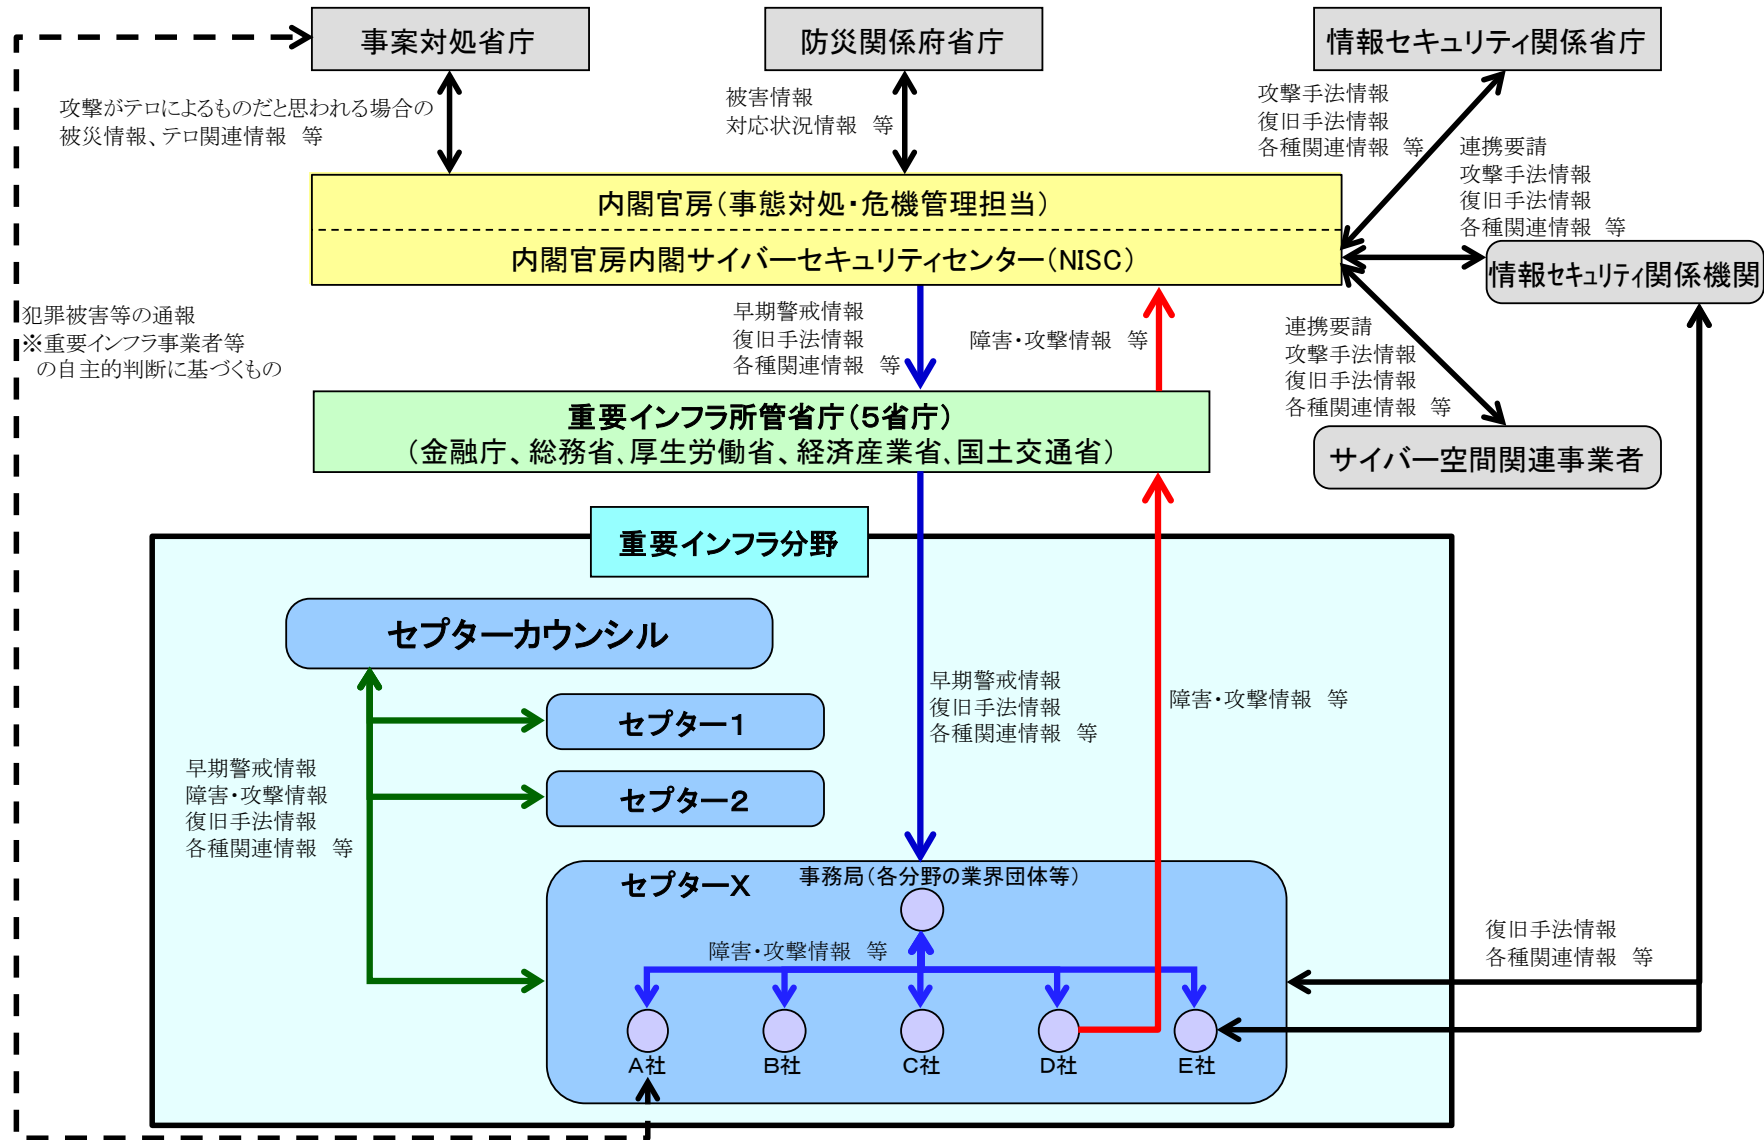 事案対処省庁
防災関係府省庁
情報セキュリティ関係省庁
攻撃がテロによるものだと思われる場合の
被災情報、テロ関連情報　等
被害情報
対応状況情報　等
攻撃手法情報
復旧手法情報
各種関連情報　等
連携要請
攻撃手法情報
復旧手法情報
各種関連情報　等
内閣官房（事態対処・危機管理担当）
内閣官房内閣サイバーセキュリティセンター（NISC）
情報セキュリティ関係機関
犯罪被害等の通報
※重要インフラ事業者等
の自主的判断に基づくもの
早期警戒情報
復旧手法情報
各種関連情報　等
障害・攻撃情報　等
連携要請
攻撃手法情報
復旧手法情報
各種関連情報　等
重要インフラ所管省庁（５省庁）
（金融庁、総務省、厚生労働省、経済産業省、国土交通省）
サイバー空間関連事業者
重要インフラ分野
セプターカウンシル
セプター１
セプター２
早期警戒情報
障害・攻撃情報
復旧手法情報
各種関連情報　等
早期警戒情報
復旧手法情報
各種関連情報　等
障害・攻撃情報　等
セプターＸ
事務局（各分野の業界団体等）
障害・攻撃情報　等
A社
B社
C社
D社
E社
復旧手法情報
各種関連情報　等